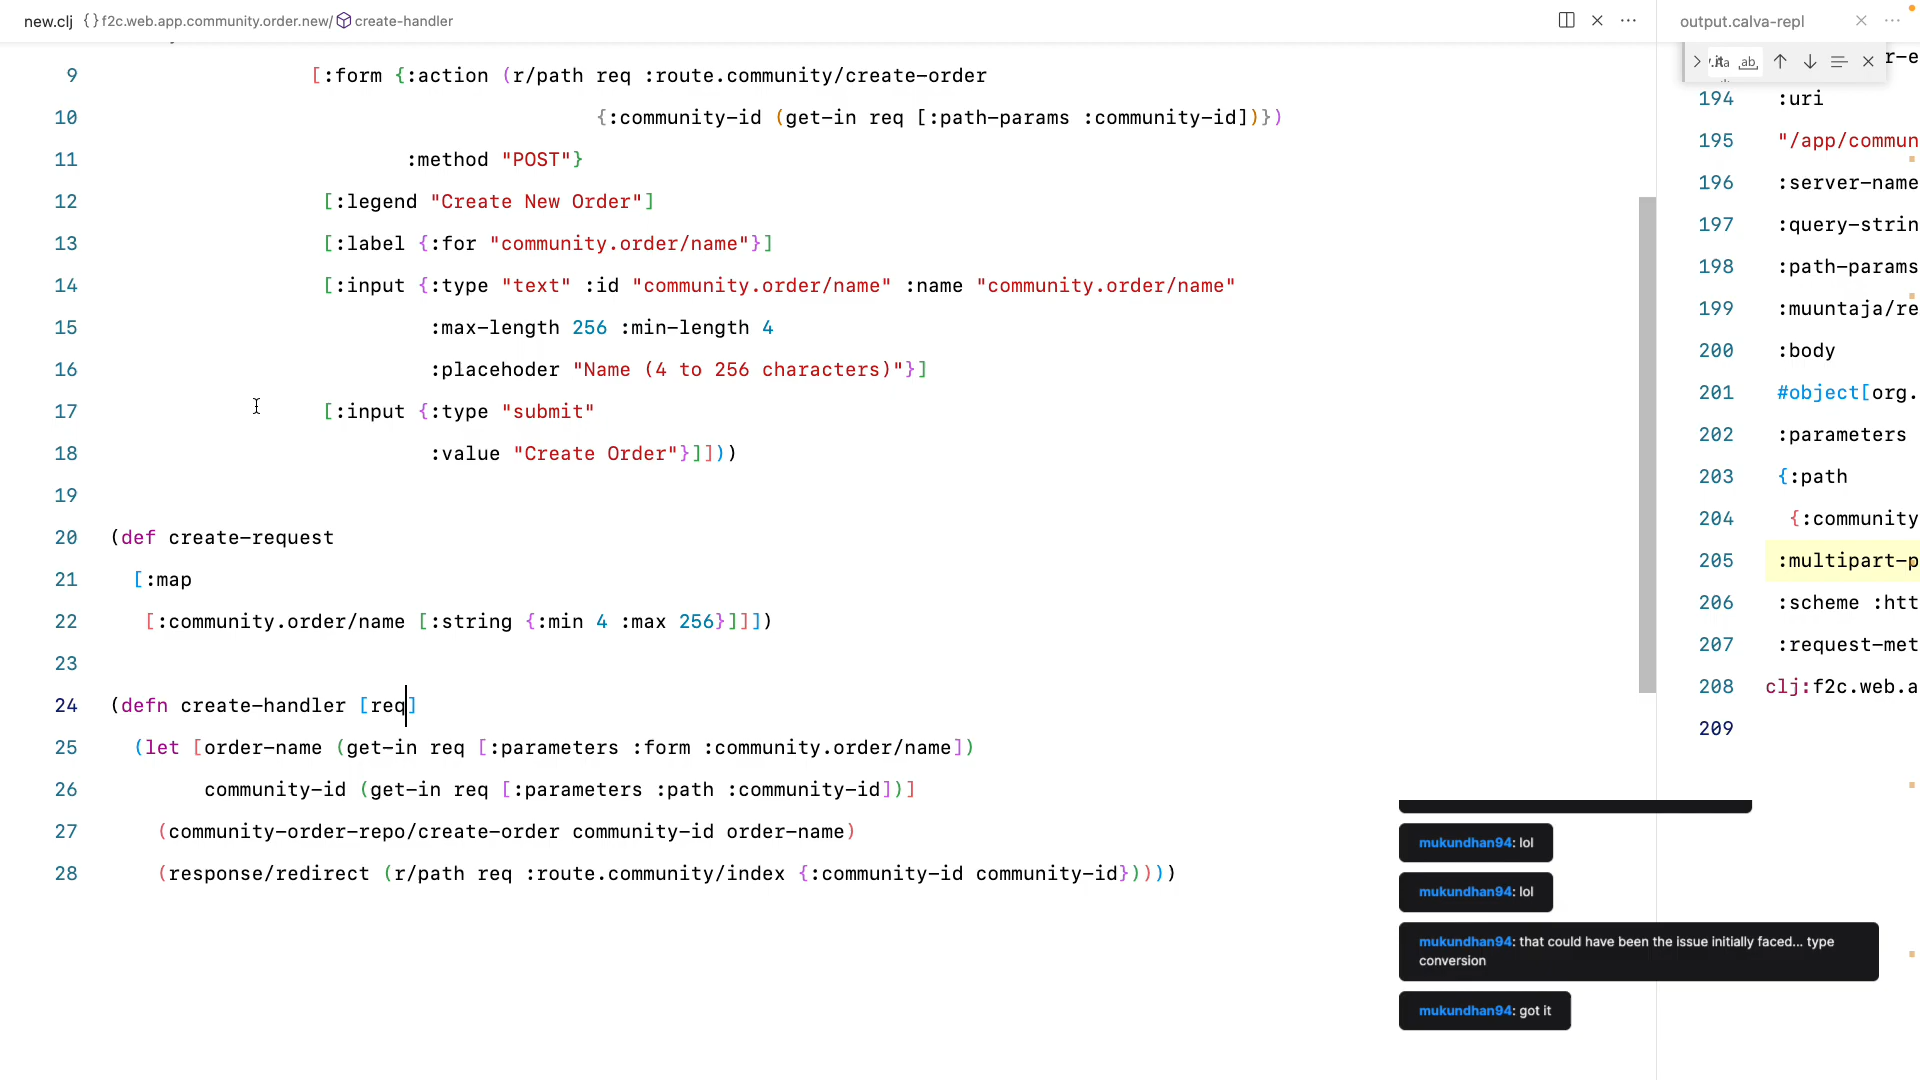 new.clj {} f2c.web.app.community.order.new/ create-handler
9 [:form {:action (r/path req :route.community/create-order
10 {:community-id (get-in req [:path-params :community-id])})
11 :method "POST"}
12 [:legend "Create New Order"]
13 [:label {:for "community.order/name"}]
14 [:input {:type "text" :id "community.order/name" :name "community.order/name"
15 :max-length 256 :min-length 4
16 :placehoder "Name (4 to 256 characters)"}]
17 [:input {:type "submit"
18 :value "Create Order"}]]))
19
20 (def create-request
21 [:map
22 [:community.order/name [:string {:min 4 :max 256}]]])
23
24 (defn create-handler [req]
25 (let [order-name (get-in req [:parameters :form :community.order/name])
26 community-id (get-in req [:parameters :path :community-id])]
27 (community-order-repo/create-order community-id order-name)
28 (response/redirect (r/path req :route.community/index {:community-id community-id}))))
output.calva-repl
r-e
194 :uri
195 "/app/commun
196 :server-name
197 :query-strin
198 :path-params
199 :muuntaja/re
200 :body
201 #object[org.
202 :parameters
203 {:path
204 {:community
205 :multipart-p
206 :scheme :htt
207 :request-met
208 clj:f2c.web.a
209
mukundhan94: lol
mukundhan94: lol
mukundhan94: that could have been the issue initially faced... type
conversion
mukundhan94: got it